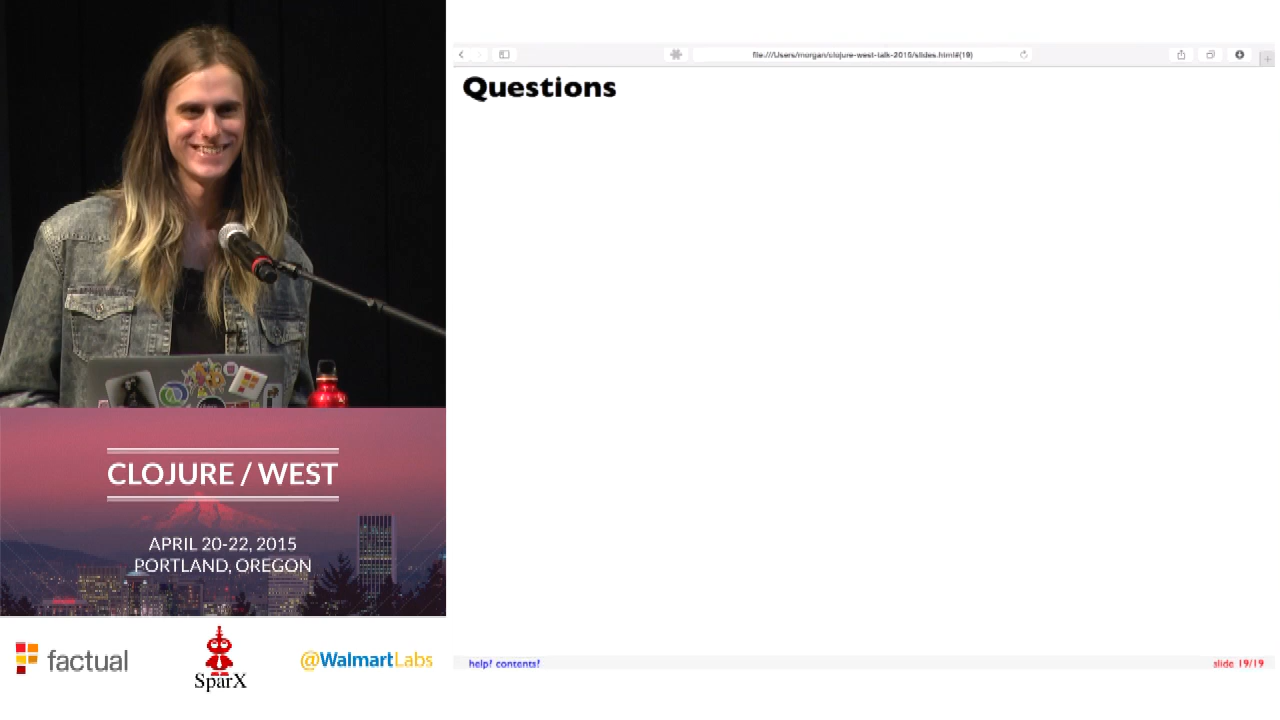 file:///Users/morgan/clojure-west-talk-2015/slides.html#(19)
Questions
CLOJURE / WEST
APRIL 20-22, 2015
PORTLAND, OREGON
factual
SparX
@WalmartLabs
help? contents?
slide 19/19